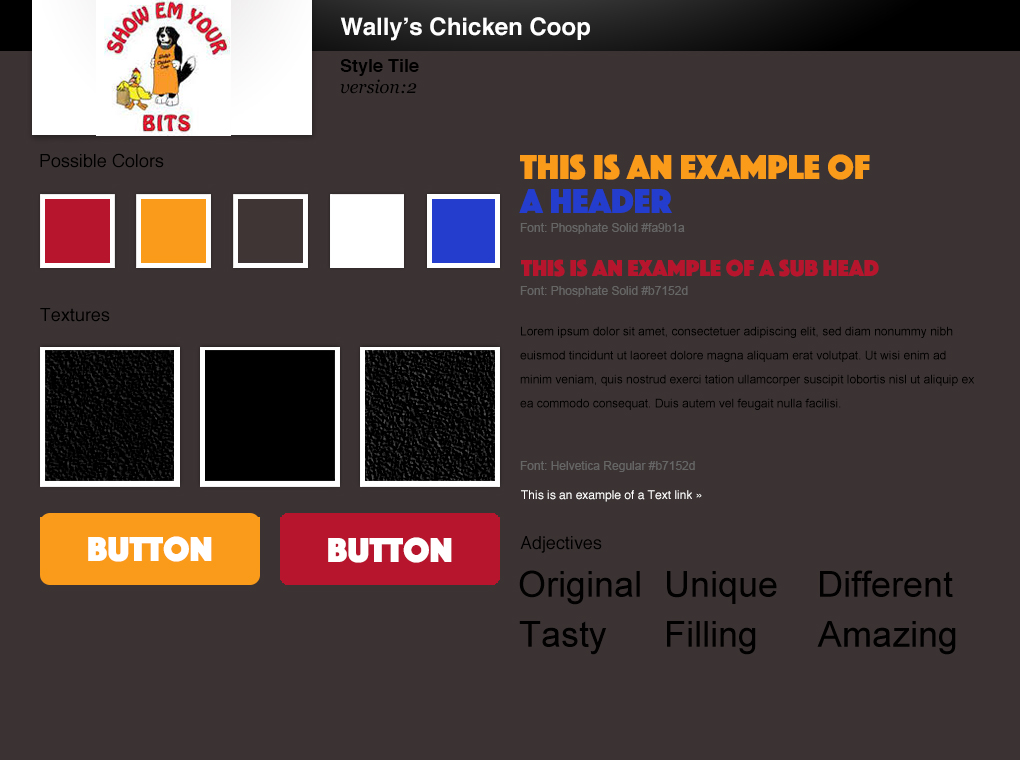 SHOW EM YOUR
BITS
Wally's Chicken Coop
Style Tile
version:2
Possible Colors
Textures
BUTTON
BUTTON
THIS IS AN EXAMPLE OF
A HEADER
Font: Phosphate Solid #fa9b1a
THIS IS AN EXAMPLE OF A SUB HEAD
Font: Phosphate Solid #b7152d
Lorem ipsum dolor sit amet, consectetuer adipiscing elit, sed diam nonummy nibh
euismod tincidunt ut laoreet dolore magna aliquam erat volutpat. Ut wisi enim ad
minim veniam, quis nostrud exerci tation ullamcorper suscipit lobortis nisl ut aliquip ex
ea commodo consequat. Duis autem vel feugait nulla facilisi.
Font: Helvetica Regular #b7152d
This is an example of a Text link »
Adjectives
Original Unique Different
Tasty Filling Amazing